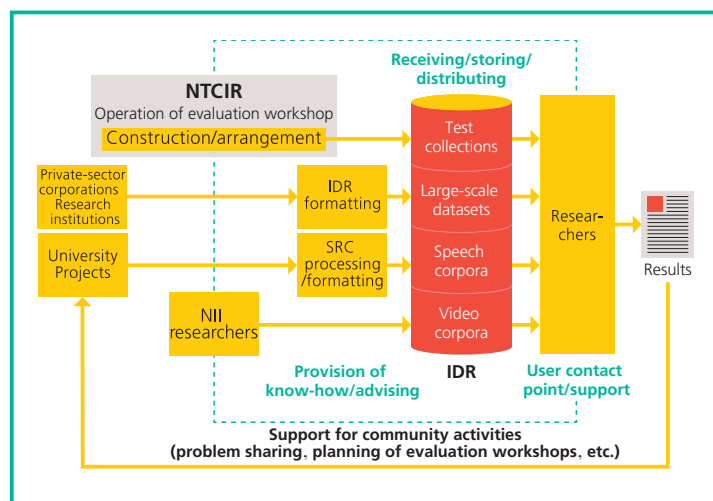 Receiving/storing/
distributing
NTCIR
Operation of evaluation workshop
Construction/arrangement
Test
collections
Private-sector
corporations
Research
institutions
IDR
formatting
Large-scale
datasets
Resear-
chers
University
Projects
SRC
processing
/formatting
Speech
corpora
Results
NII
researchers
Video
corpora
IDR
Provision of
know-how/advising
User contact
point/support
Support for community activities
(problem sharing, planning of evaluation workshops, etc.)